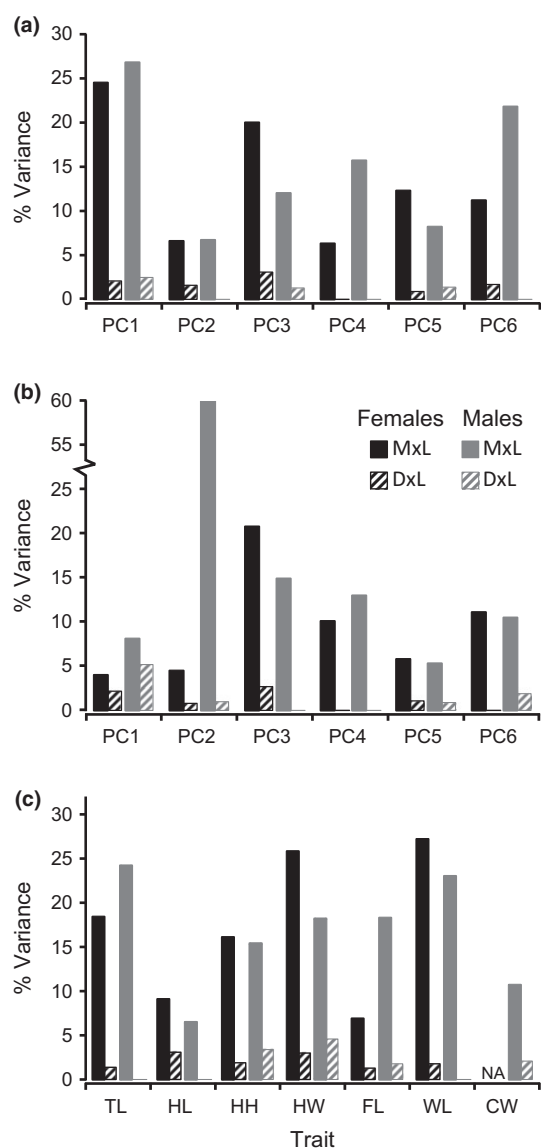 (a)
% Variance
30
25
20
15
10
5
0
PC1 PC2 PC3 PC4 PC5 PC6
(b)
% Variance
60
55
25
20
15
10
5
0
Females Males
MxL MxL
DxL DxL
PC1 PC2 PC3 PC4 PC5 PC6
(c)
% Variance
30
25
20
15
10
5
0
NA
TL HL HH HW FL WL CW
Trait